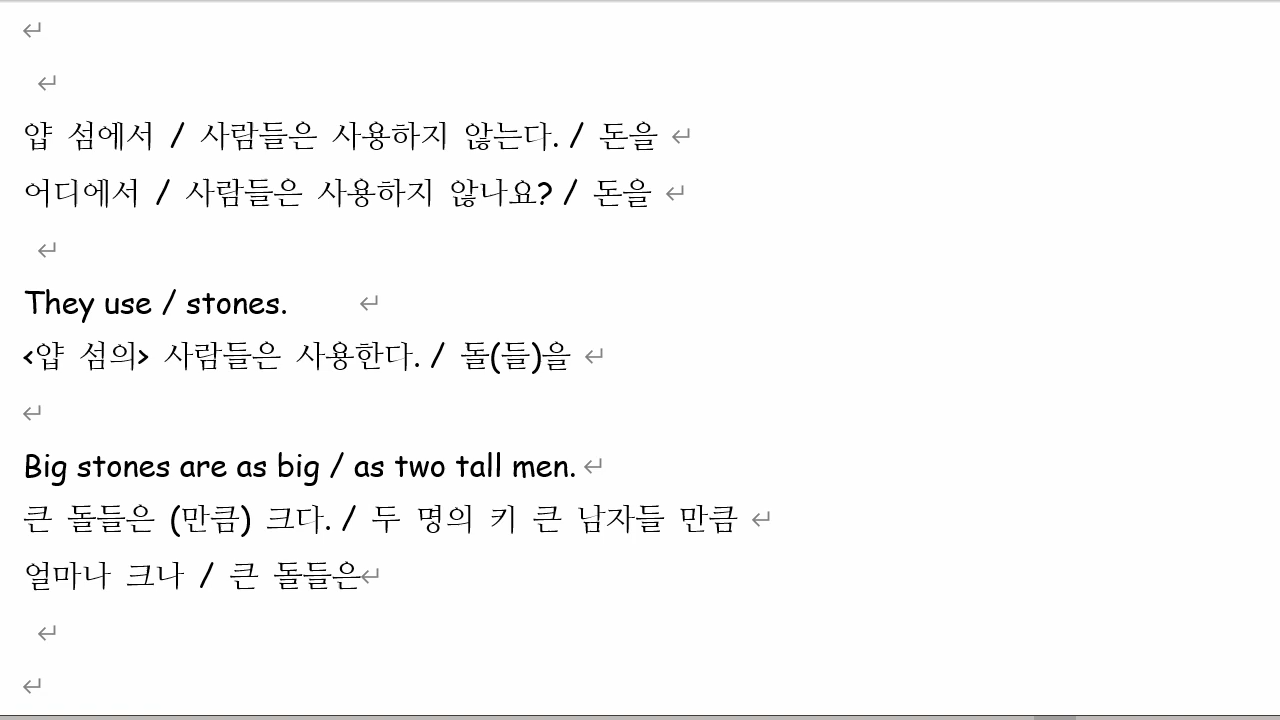 얍 섬에서 / 사람들은 사용하지 않는다. / 돈을
어디에서 / 사람들은 사용하지 않나요? / 돈을
They use / stones.
<얍 섬의> 사람들은 사용한다. / 돌(들)을
Big stones are as big / as two tall men.
큰 돌들은 (만큼) 크다. / 두 명의 키 큰 남자들 만큼
얼마나 크나 / 큰 돌들은